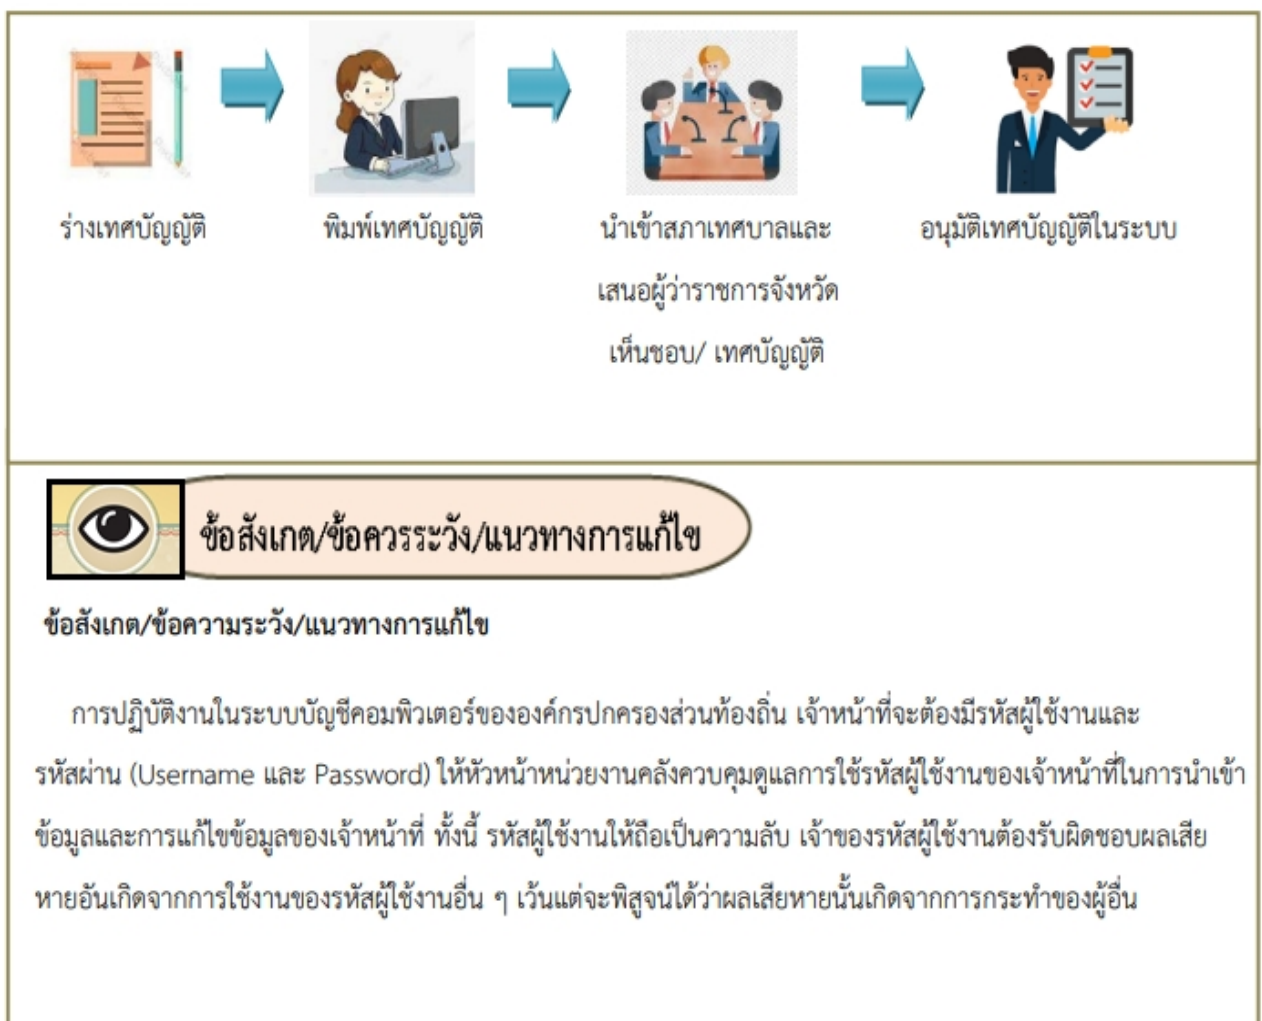 ร่างเทศบัญญัติ
พิมพ์เทศบัญญัติ
นำเข้าสภาเทศบาลและ
เสนอผู้ว่าราชการจังหวัด
เห็นชอบ/ เทศบัญญัติ
อนุมัติเทศบัญญัติในระบบ
ข้อสังเกต/ข้อควรระวัง/แนวทางการแก้ไข
ข้อสังเกต/ข้อความระวัง/แนวทางการแก้ไข
การปฏิบัติงานในระบบบัญชีคอมพิวเตอร์ขององค์กรปกครองส่วนท้องถิ่น เจ้าหน้าที่จะต้องมีรหัสผู้ใช้งานและ
รหัสผ่าน (Username และ Password) ให้หัวหน้าหน่วยงานคลังควบคุมดูแลการใช้รหัสผู้ใช้งานของเจ้าหน้าที่ในการนำเข้า
ข้อมูลและการแก้ไขข้อมูลของเจ้าหน้าที่ ทั้งนี้ รหัสผู้ใช้งานให้ถือเป็นความลับ เจ้าของรหัสผู้ใช้งานต้องรับผิดชอบผลเสีย
หายอันเกิดจากการใช้งานของรหัสผู้ใช้งานอื่น ๆ เว้นแต่จะพิสูจน์ได้ว่าผลเสียหายนั้นเกิดจากการกระทำของผู้อื่น